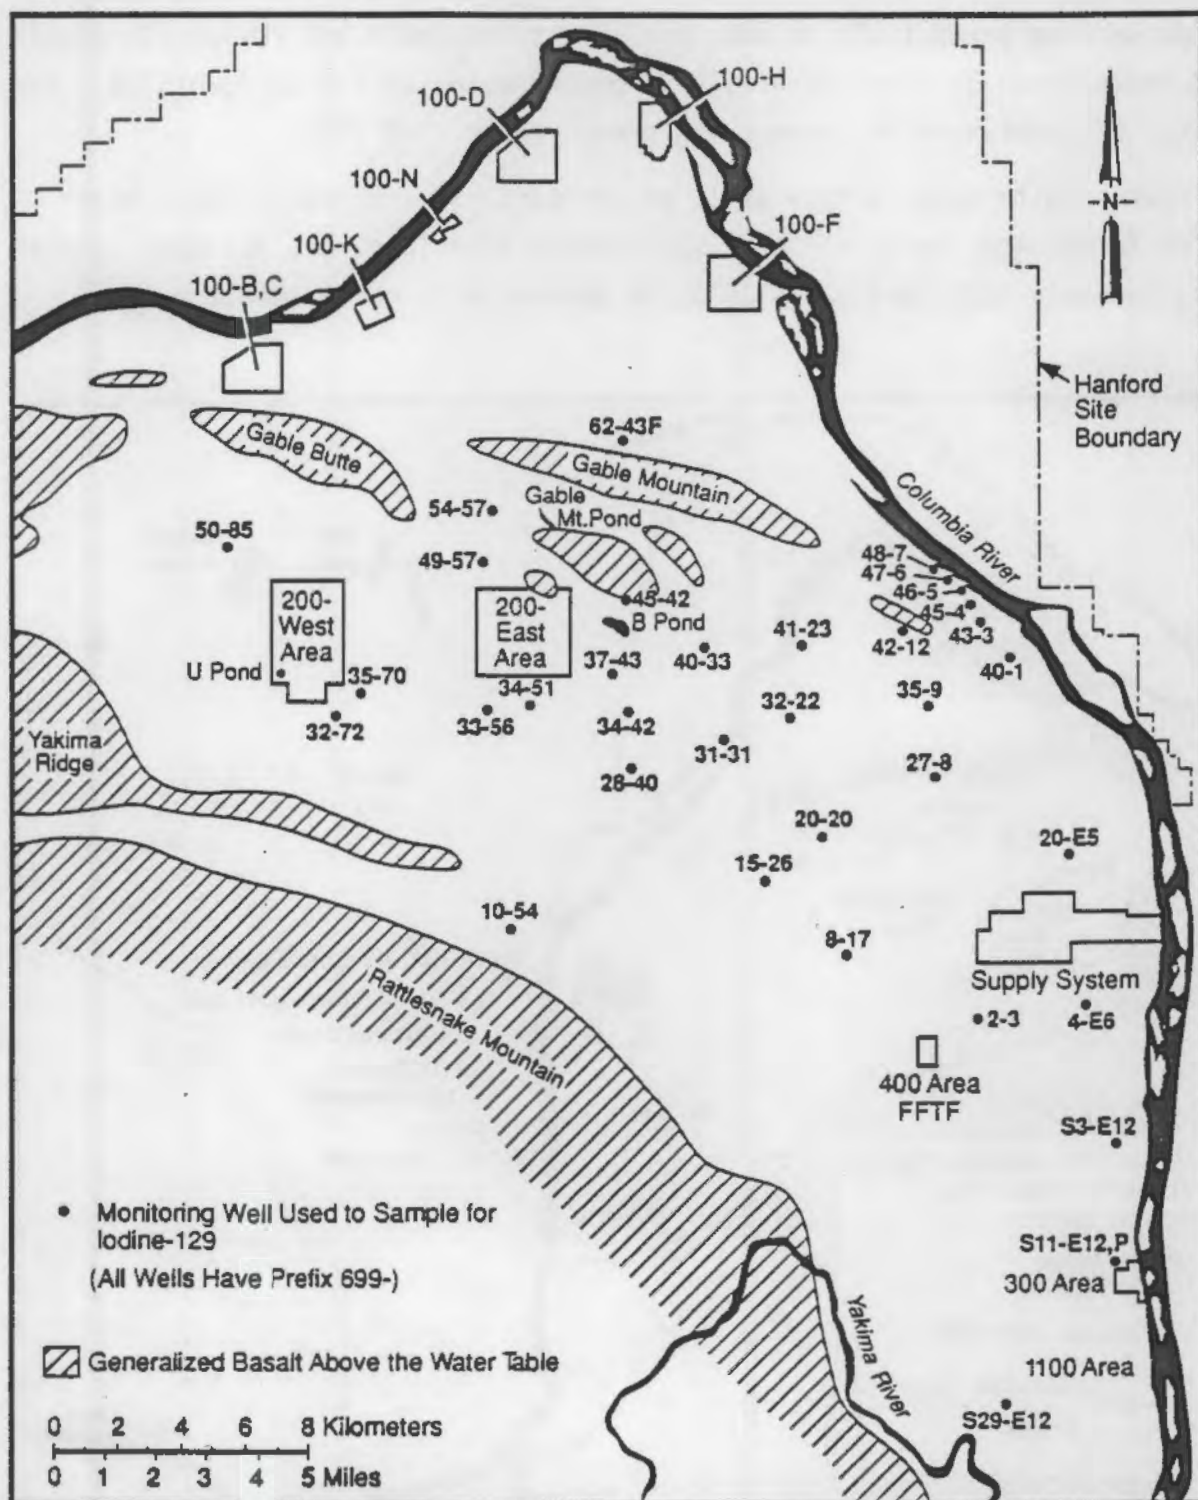 100-H
100-D
100-N
100-F
100-K
100-B,C
N
Hanford
Site
Boundary
62-43F
Gable Butte
Gable Mountain
Columbia River
54-57
Gable
Mt.Pond
50-85
49-57
48-7
47-6
46-5
45-42
45-4
200-
West
Area
200-
East
Area
B Pond
41-23
43-3
42-12
U Pond
35-70
37-43
40-33
40-1
34-51
35-9
32-72
33-56
34-42
32-22
31-31
Yakima
Ridge
28-40
27-8
20-20
20-E5
15-26
10-54
8-17
Supply System
Rattlesnake Mountain
2-3
4-E6
400 Area
FFTF
S3-E12
Monitoring Well Used to Sample for
Iodine-129
(All Wells Have Prefix 699-)
S11-E12,P
300 Area
Yakima River
Generalized Basalt Above the Water Table
1100 Area
S29-E12
0 2 4 6 8 Kilometers
0 1 2 3 4 5 Miles